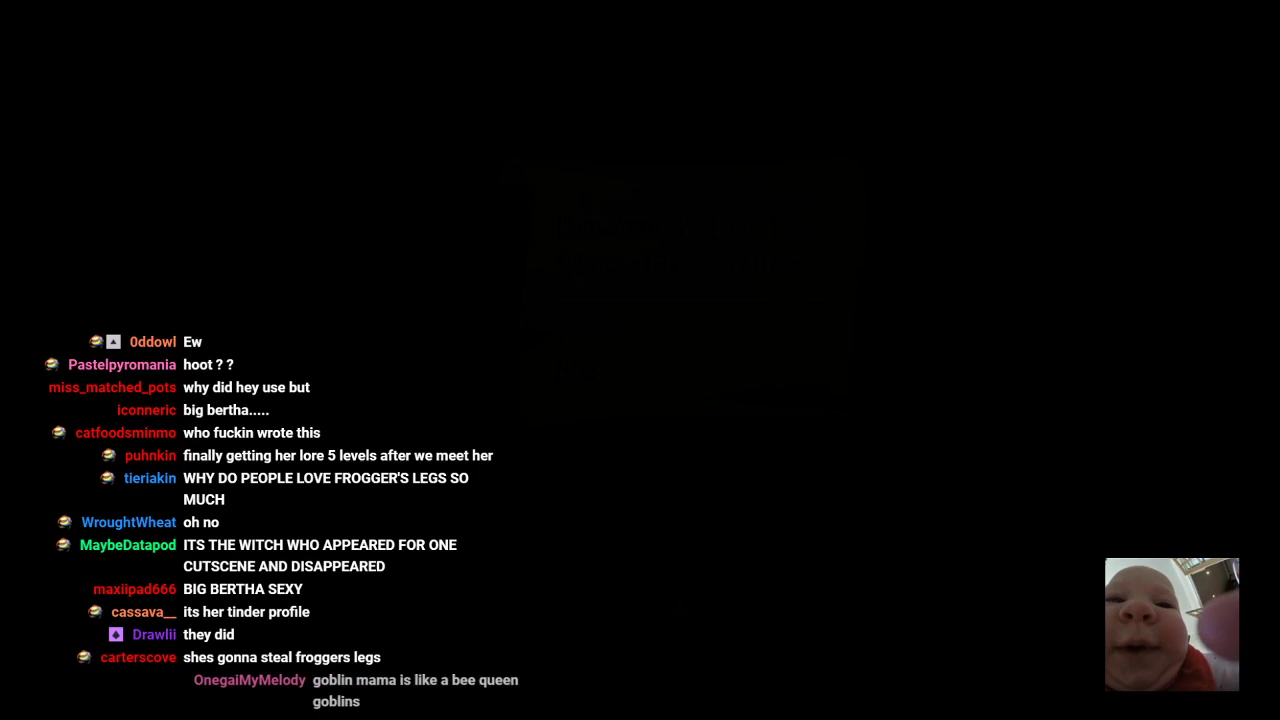 0ddowl Ew
Pastelpyromania hoot ? ?
miss_matched_pots why did hey use but
iconneric big bertha.....
catfoodsminmo who fuckin wrote this
puhnkin finally getting her lore 5 levels after we meet her
tieriakin WHY DO PEOPLE LOVE FROGGER'S LEGS SO
MUCH
WroughtWheat oh no
MaybeDatapod ITS THE WITCH WHO APPEARED FOR ONE
CUTSCENE AND DISAPPEARED
maxiipad666 BIG BERTHA SEXY
cassava__ its her tinder profile
Drawlii they did
carterscove shes gonna steal froggers legs
OnegaiMyMelody goblin mama is like a bee queen
goblins